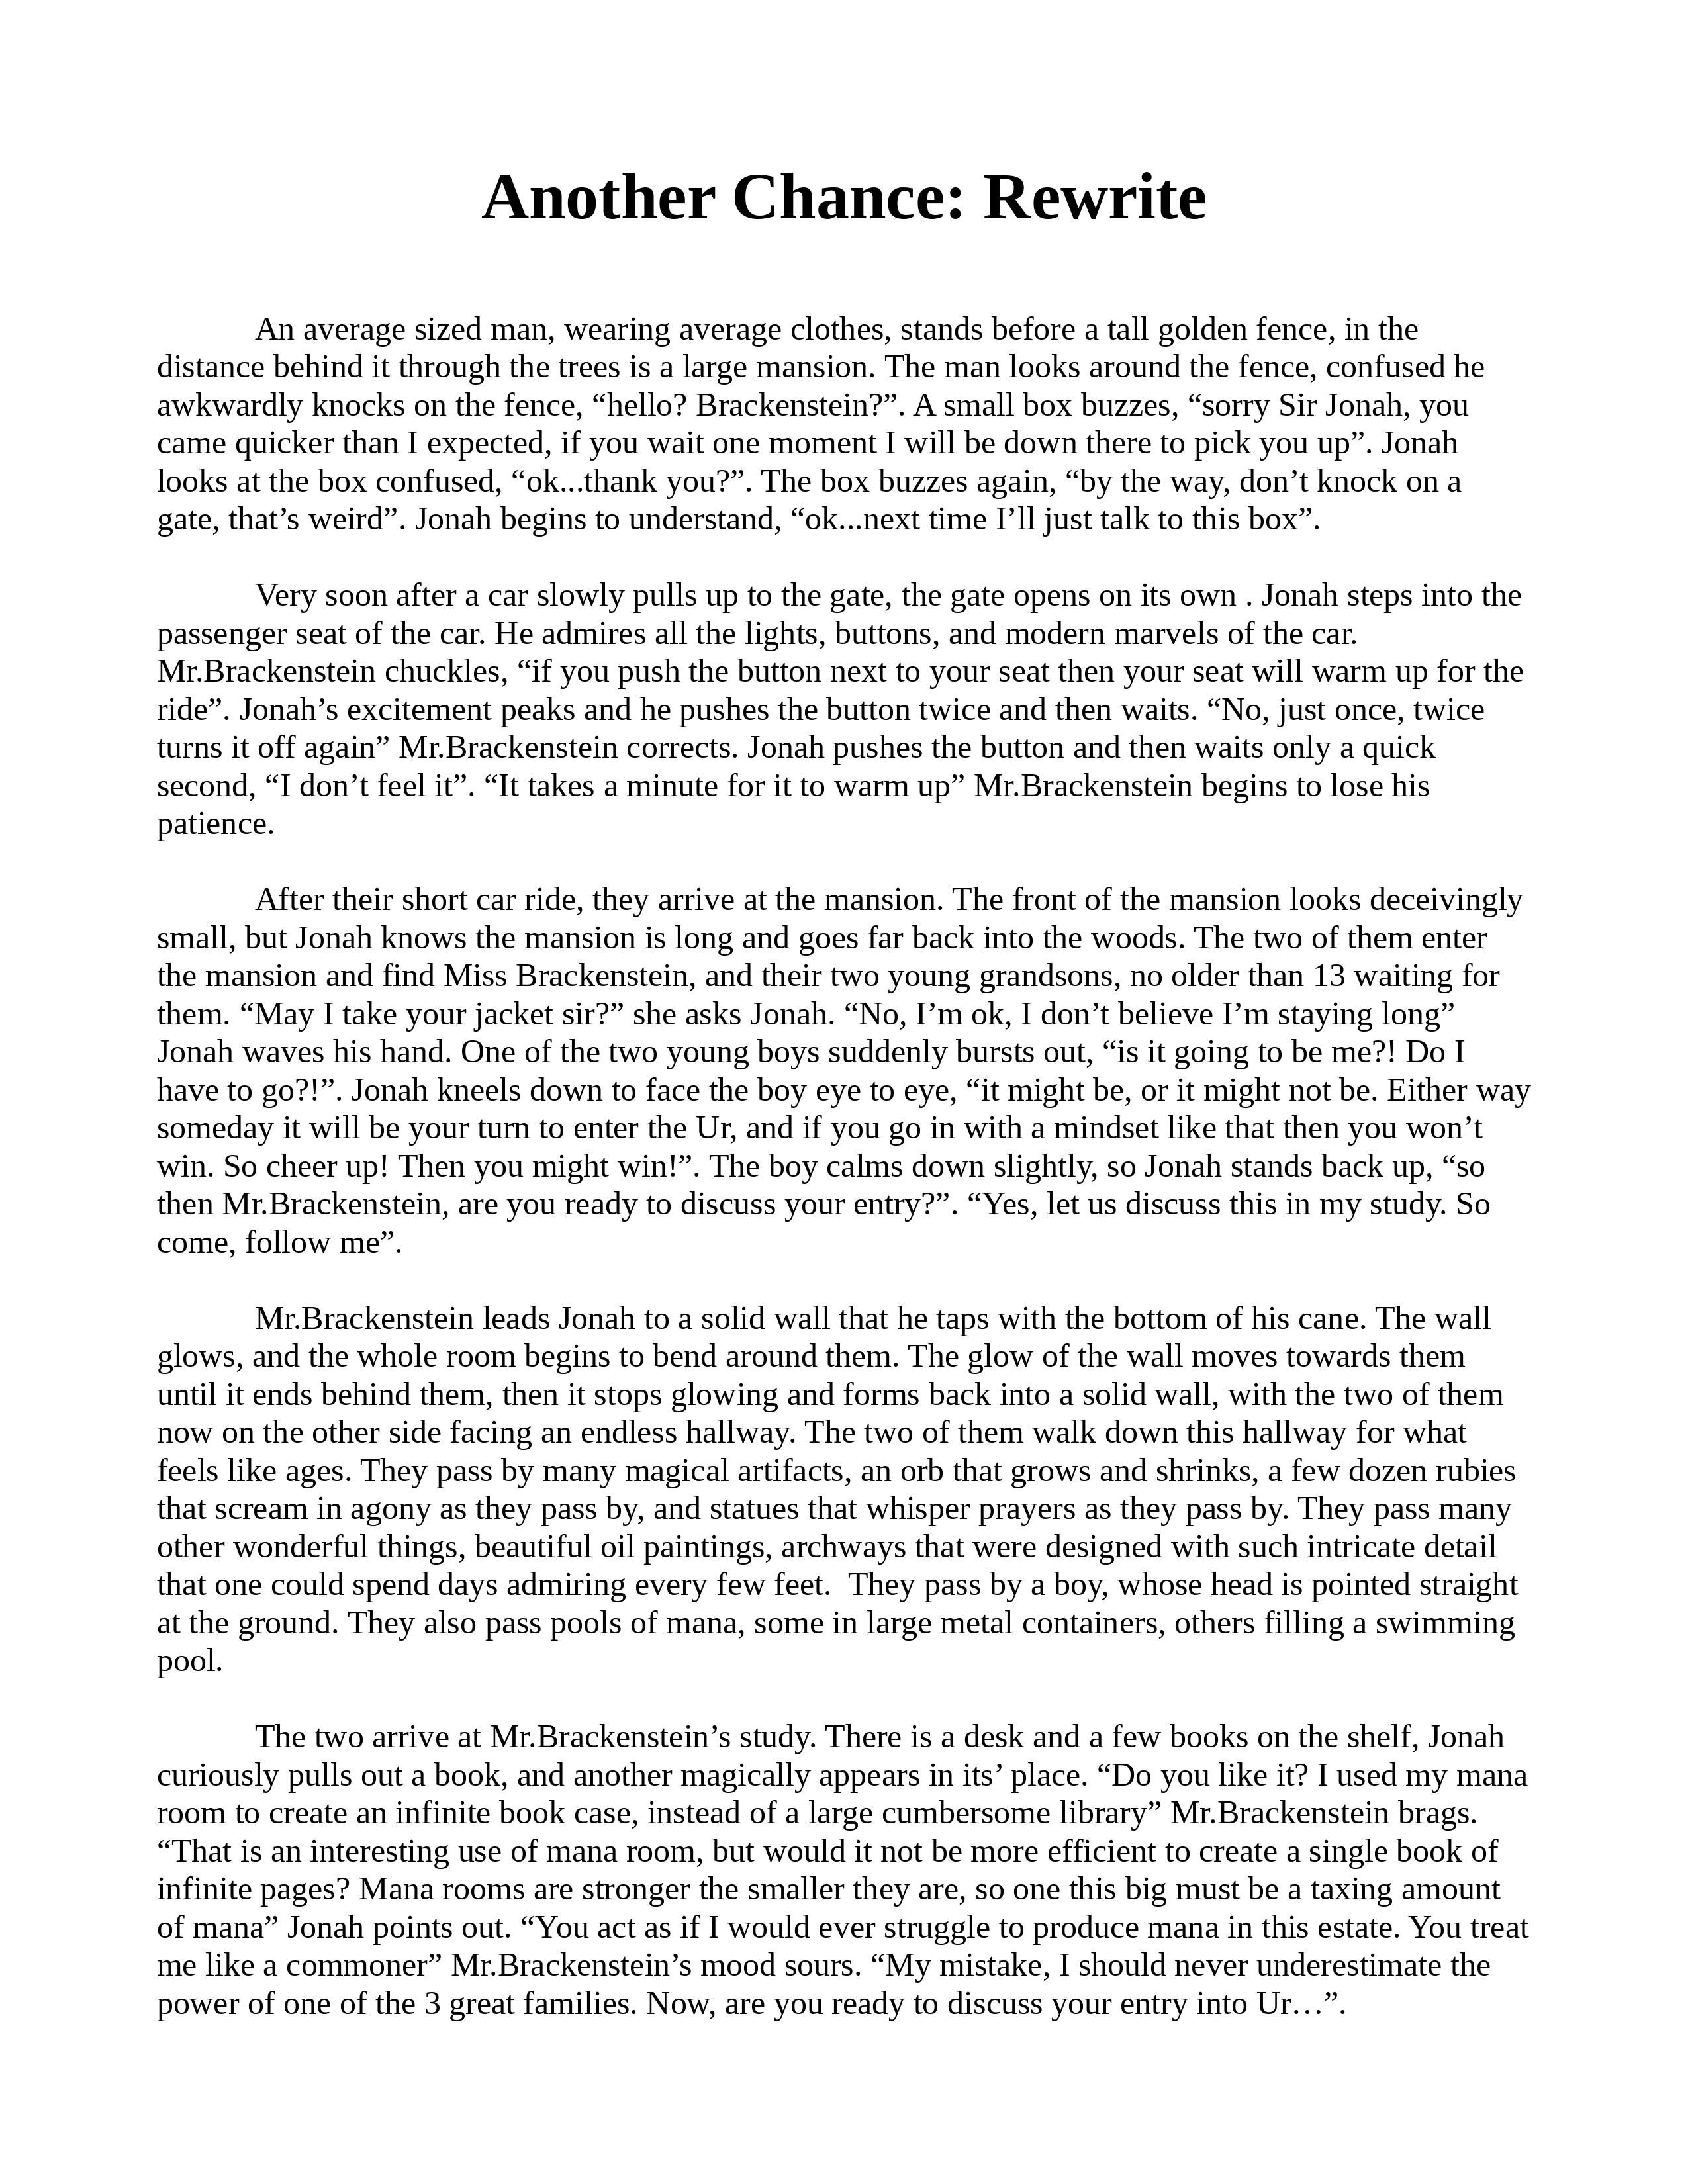 Another Chance: Rewrite
An average sized man, wearing average clothes, stands before a tall golden fence, in the
distance behind it through the trees is a large mansion. The man looks around the fence, confused he
awkwardly knocks on the fence, “hello? Brackenstein?”. A small box buzzes, “sorry Sir Jonah, you
came quicker than I expected, if you wait one moment I will be down there to pick you up”. Jonah
looks at the box confused, “ok...thank you?”. The box buzzes again, “by the way, don’t knock on a
gate, that’s weird”. Jonah begins to understand, “ok...next time I’ll just talk to this box”.
Very soon after a car slowly pulls up to the gate, the gate opens on its own . Jonah steps into the
passenger seat of the car. He admires all the lights, buttons, and modern marvels of the car.
Mr.Brackenstein chuckles, “if you push the button next to your seat then your seat will warm up for the
ride”. Jonah’s excitement peaks and he pushes the button twice and then waits. “No, just once, twice
turns it off again” Mr.Brackenstein corrects. Jonah pushes the button and then waits only a quick
second, “I don’t feel it”. “It takes a minute for it to warm up” Mr.Brackenstein begins to lose his
patience.
After their short car ride, they arrive at the mansion. The front of the mansion looks deceivingly
small, but Jonah knows the mansion is long and goes far back into the woods. The two of them enter
the mansion and find Miss Brackenstein, and their two young grandsons, no older than 13 waiting for
them. “May I take your jacket sir?” she asks Jonah. “No, I’m ok, I don’t believe I’m staying long”
Jonah waves his hand. One of the two young boys suddenly bursts out, “is it going to be me?! Do I
have to go?!”. Jonah kneels down to face the boy eye to eye, “it might be, or it might not be. Either way
someday it will be your turn to enter the Ur, and if you go in with a mindset like that then you won’t
win. So cheer up! Then you might win!”. The boy calms down slightly, so Jonah stands back up, “so
then Mr.Brackenstein, are you ready to discuss your entry?”. “Yes, let us discuss this in my study. So
come, follow me”.
Mr.Brackenstein leads Jonah to a solid wall that he taps with the bottom of his cane. The wall
glows, and the whole room begins to bend around them. The glow of the wall moves towards them
until it ends behind them, then it stops glowing and forms back into a solid wall, with the two of them
now on the other side facing an endless hallway. The two of them walk down this hallway for what
feels like ages. They pass by many magical artifacts, an orb that grows and shrinks, a few dozen rubies
that scream in agony as they pass by, and statues that whisper prayers as they pass by. They pass many
other wonderful things, beautiful oil paintings, archways that were designed with such intricate detail
that one could spend days admiring every few feet.  They pass by a boy, whose head is pointed straight
at the ground. They also pass pools of mana, some in large metal containers, others filling a swimming
pool.
The two arrive at Mr.Brackenstein’s study. There is a desk and a few books on the shelf, Jonah
curiously pulls out a book, and another magically appears in its’ place. “Do you like it? I used my mana
room to create an infinite book case, instead of a large cumbersome library” Mr.Brackenstein brags.
“That is an interesting use of mana room, but would it not be more efficient to create a single book of
infinite pages? Mana rooms are stronger the smaller they are, so one this big must be a taxing amount
of mana” Jonah points out. “You act as if I would ever struggle to produce mana in this estate. You treat
me like a commoner” Mr.Brackenstein’s mood sours. “My mistake, I should never underestimate the
power of one of the 3 great families. Now, are you ready to discuss your entry into Ur…”.